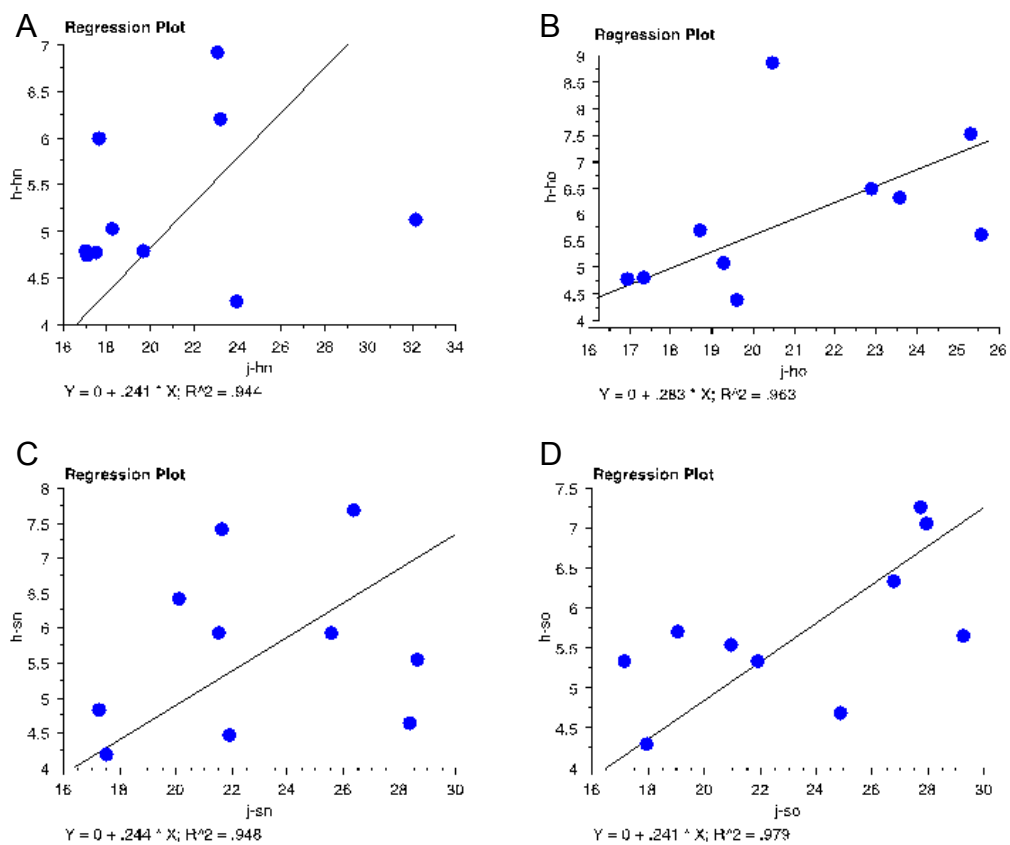 A
Regression Plot
7
6.5
6
5.5
5
4.5
4
h-hn
16 18 20 22 24 26 28 30 32 34
j-hn
Y = 0 + .241 * X; R^2 = .944
B
Regression Plot
9
8.5
8
7.5
7
6.5
6
5.5
5
4.5
4
h-ho
16 17 18 19 20 21 22 23 24 25 26
j-ho
Y = 0 + .283 * X; R^2 = .963
C
Regression Plot
8
7.5
7
6.5
6
5.5
5
4.5
4
h-sn
16 18 20 22 24 26 28 30
j-sn
Y = 0 + .244 * X; R^2 = .948
D
Regression Plot
7.5
7
6.5
6
5.5
5
4.5
4
h-so
16 18 20 22 24 26 28 30
j-so
Y = 0 + .241 * X; R^2 = .979